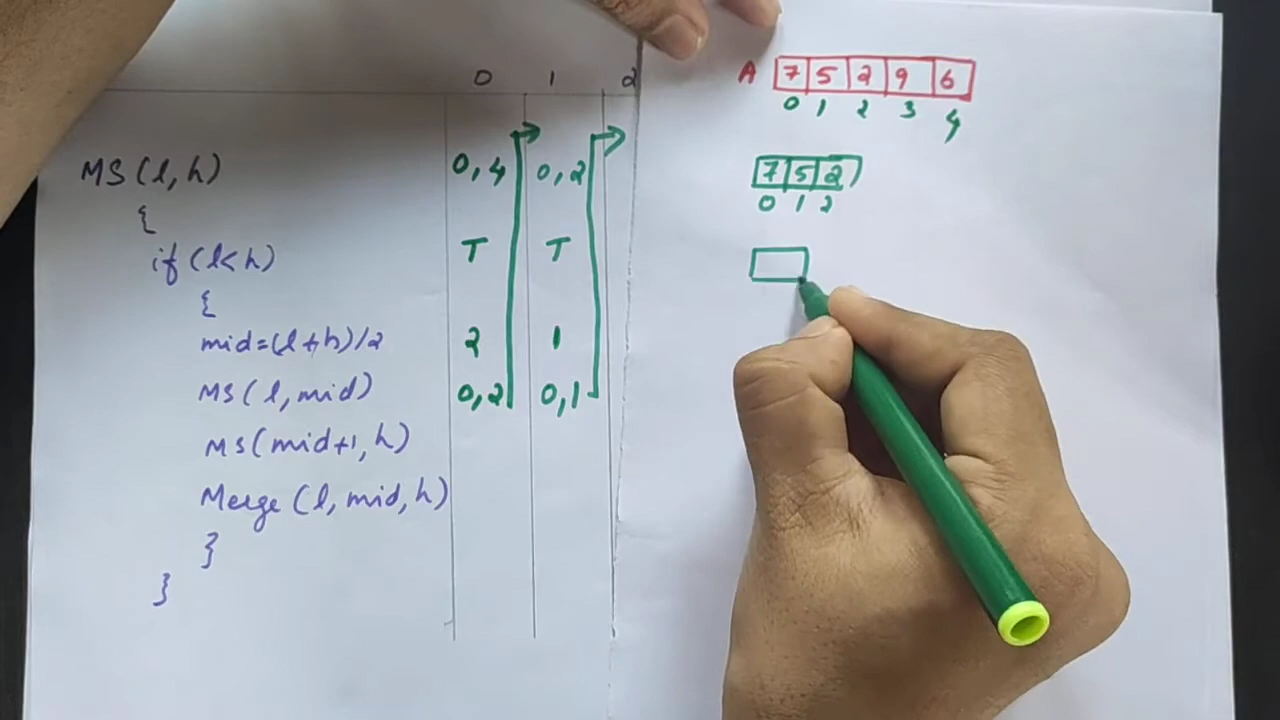 0 1 2
MS(l,h) 0,4 0,2
{
if(l<h) T T
{
mid=(l+h)/2 2 1
MS(l,mid) 0,2 0,1
MS(mid+1,h)
Merge(l,mid,h)
}
}
A 7 5 2 9 6
0 1 2 3 4
7 5 2
0 1 2